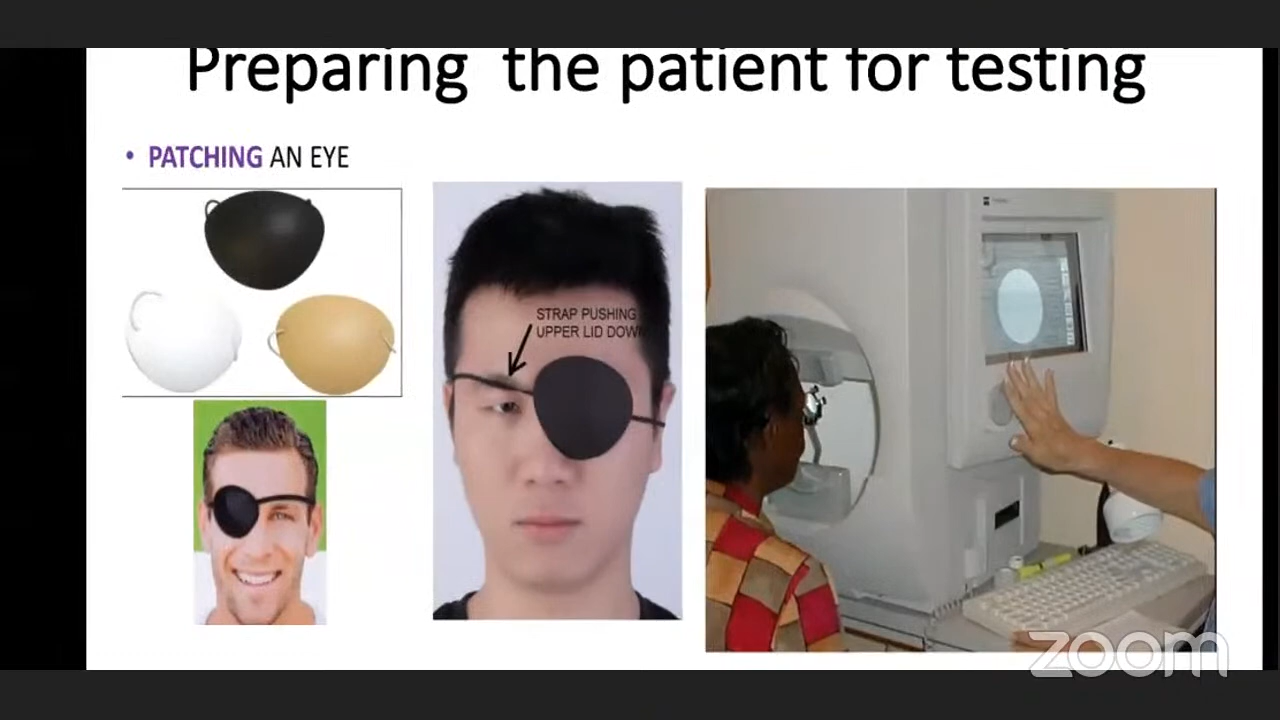 Preparing the patient for testing
• PATCHING AN EYE
STRAP PUSHING
UPPER LID DOWN
zoom